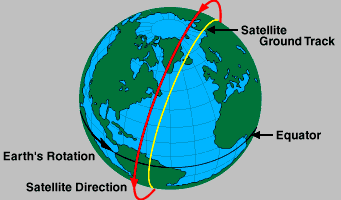 Satellite
Ground Track
Equator
Earth's Rotation
Satellite Direction